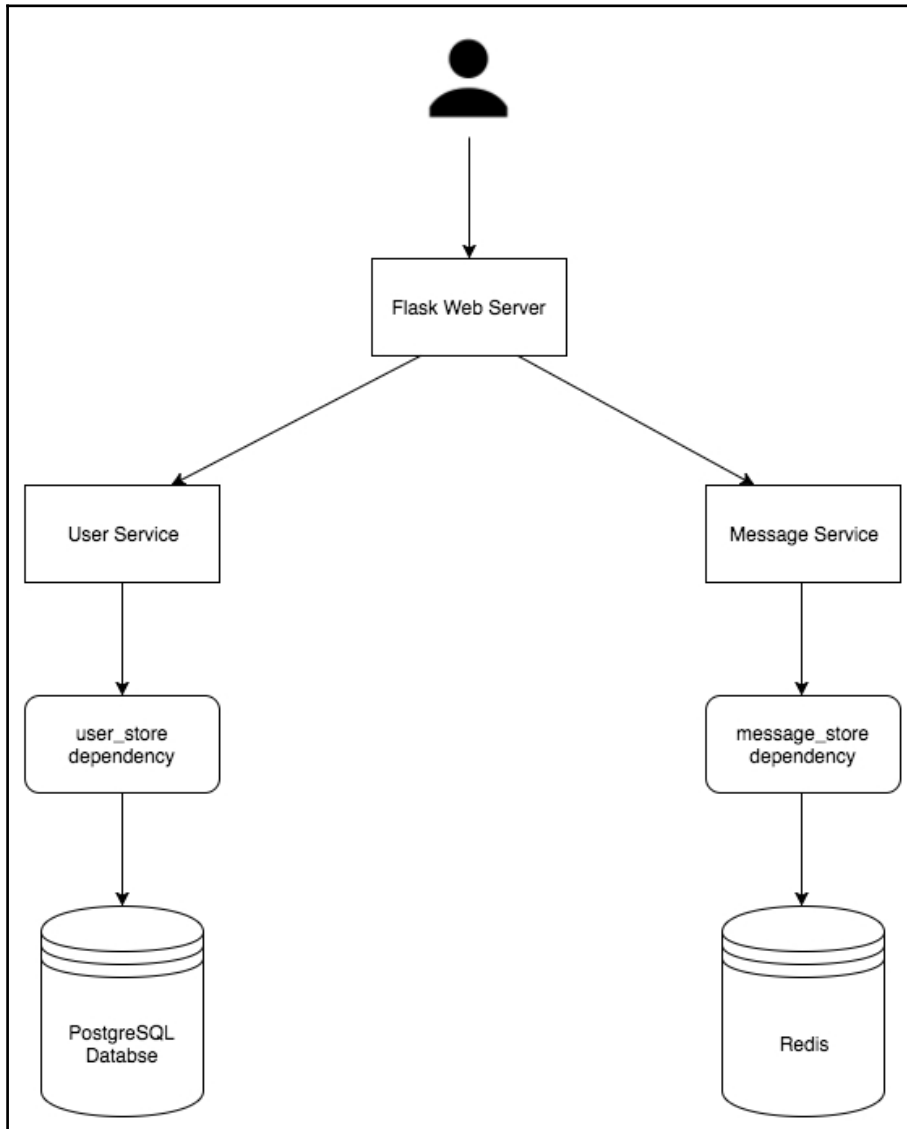 Flask Web Server
User Service
Message Service
user_store
dependency
message_store
dependency
PostgreSQL
Databse
Redis